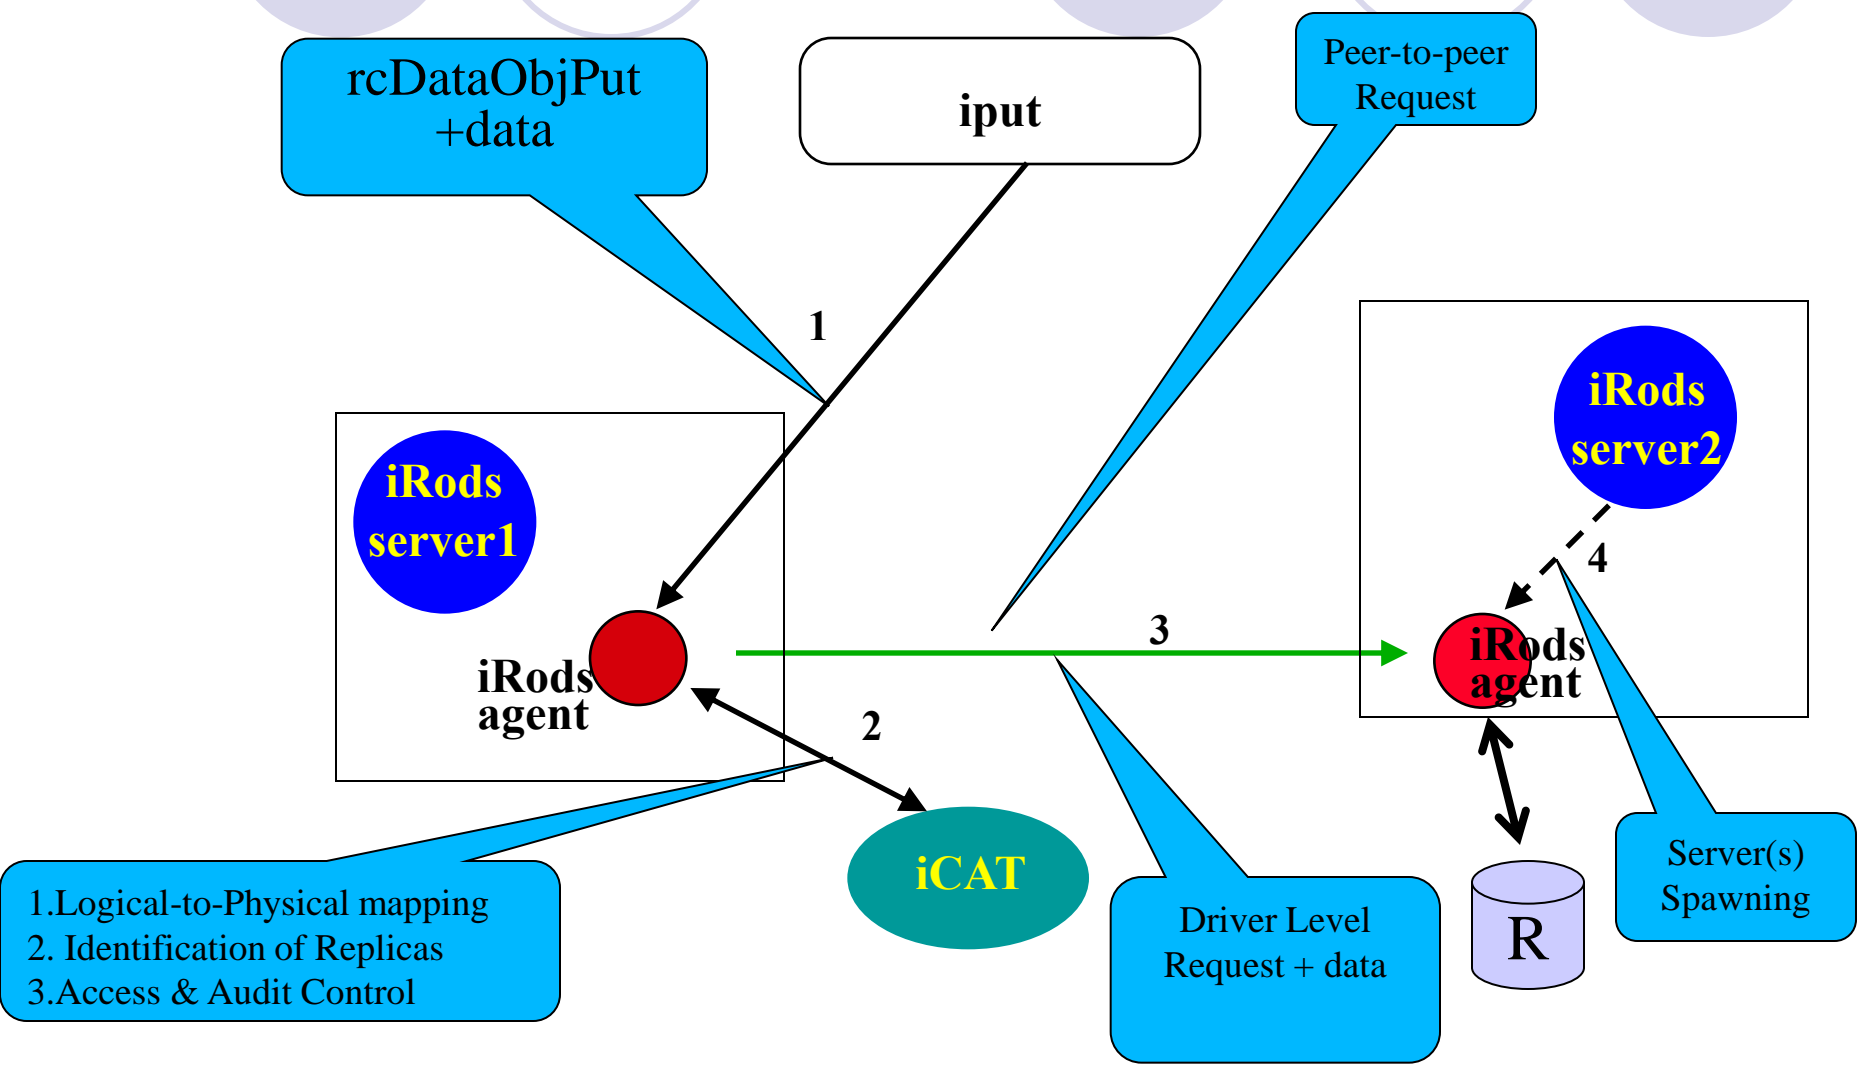 rcDataObjPut
+data
iput
Peer-to-peer
Request
1
iRods
server2
iRods
server1
4
3
iRods
agent
iRods
agent
2
iCAT
1.Logical-to-Physical mapping
2. Identification of Replicas
3.Access & Audit Control
Driver Level
Request + data
R
Server(s)
Spawning